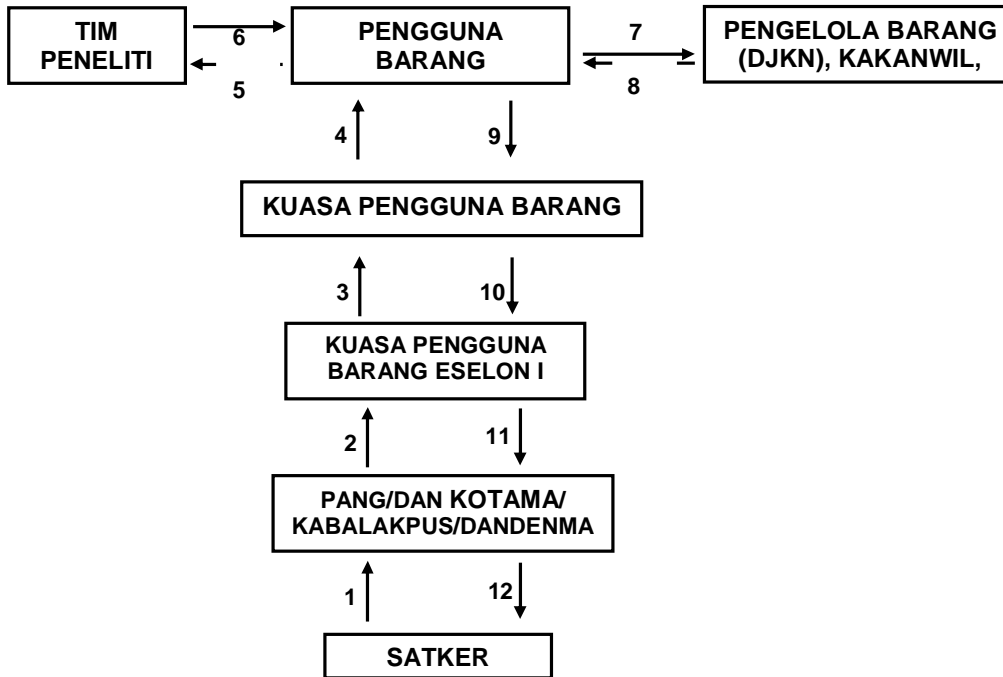 TIM
PENELITI
6
5
PENGGUNA
BARANG
7
8
PENGELOLA BARANG
(DJKN), KAKANWIL,
4
9
KUASA PENGGUNA BARANG
3
10
KUASA PENGGUNA
BARANG ESELON I
2
11
PANG/DAN KOTAMA/
KABALAKPUS/DANDENMA
1
12
SATKER